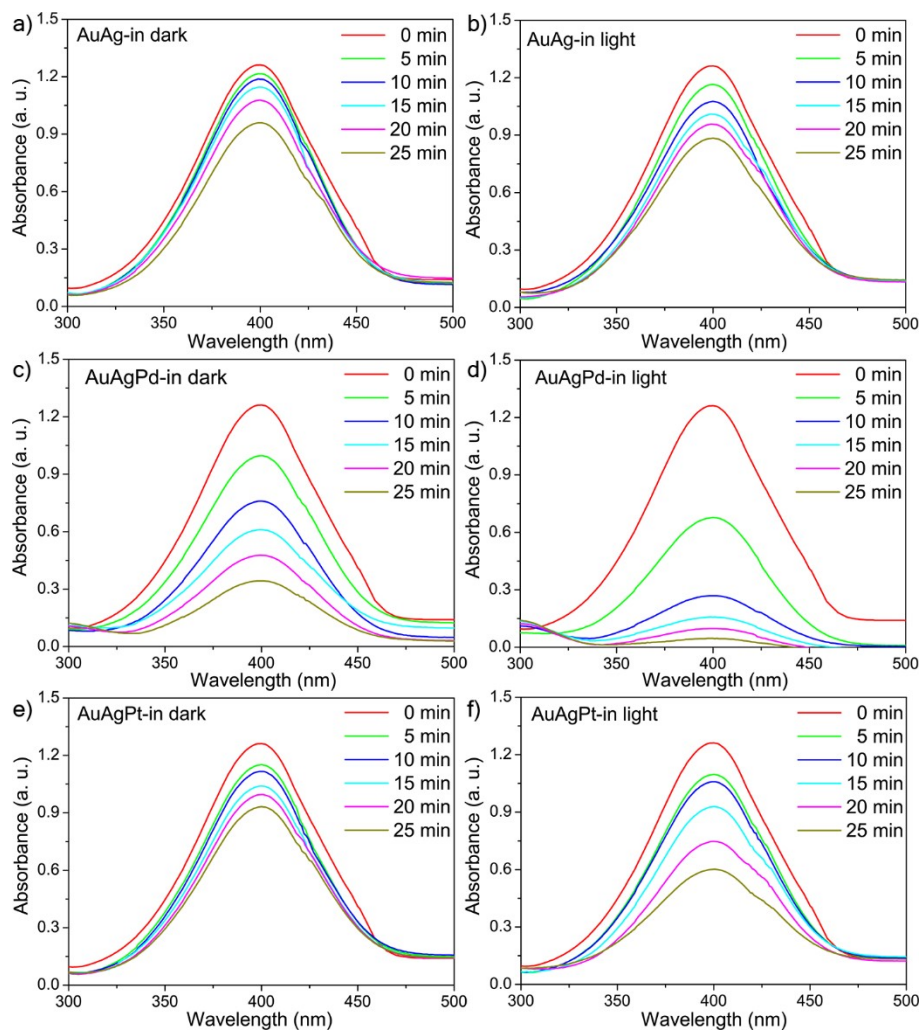 a)
AuAg-in dark
0 min
5 min
10 min
15 min
20 min
25 min
Absorbance (a. u.)
1.5
1.2
0.9
0.6
0.3
0.0
300
350
400
450
500
Wavelength (nm)
b)
AuAg-in light
0 min
5 min
10 min
15 min
20 min
25 min
Absorbance (a. u.)
1.5
1.2
0.9
0.6
0.3
0.0
300
350
400
450
500
Wavelength (nm)
c)
AuAgPd-in dark
0 min
5 min
10 min
15 min
20 min
25 min
Absorbance (a. u.)
1.5
1.2
0.9
0.6
0.3
0.0
300
350
400
450
500
Wavelength (nm)
d)
AuAgPd-in light
0 min
5 min
10 min
15 min
20 min
25 min
Absorbance (a. u.)
1.5
1.2
0.9
0.6
0.3
0.0
300
350
400
450
500
Wavelength (nm)
e)
AuAgPt-in dark
0 min
5 min
10 min
15 min
20 min
25 min
Absorbance (a. u.)
1.5
1.2
0.9
0.6
0.3
0.0
300
350
400
450
500
Wavelength (nm)
f)
AuAgPt-in light
0 min
5 min
10 min
15 min
20 min
25 min
Absorbance (a. u.)
1.5
1.2
0.9
0.6
0.3
0.0
300
350
400
450
500
Wavelength (nm)